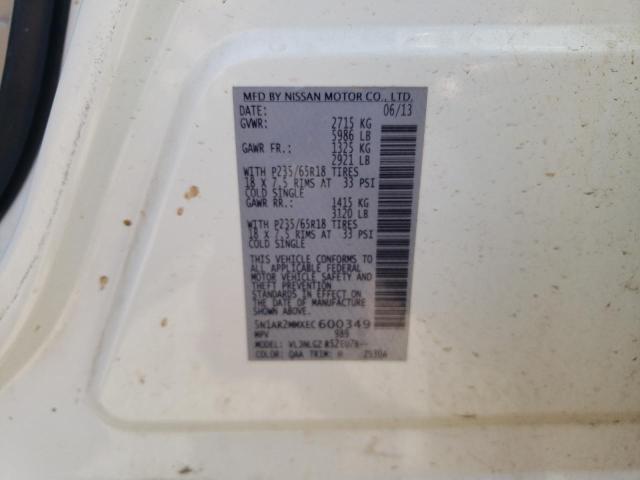 MFD BY NISSAN MOTOR CO., LTD.
DATE: 06/13
GVWR: 2715 KG
5986 LB
GAWR FR.: 1325 KG
2921 LB
WITH P235/65R18 TIRES
18 X 7.5 RIMS AT 33 PSI
COLD SINGLE
GAWR RR.: 1415 KG
3120 LB
WITH P235/65R18 TIRES
18 X 7.5 RIMS AT 33 PSI
COLD SINGLE
THIS VEHICLE CONFORMS TO
ALL APPLICABLE FEDERAL
MOTOR VEHICLE SAFETY AND
THEFT PREVENTION
STANDARDS IN EFFECT ON
THE DATE OF MANUFACTURE
SHOWN ABOVE.
5N1AR2MMXEC600349
MPV 989
MODEL:
COLOR: QAA TRIM: H 2530A